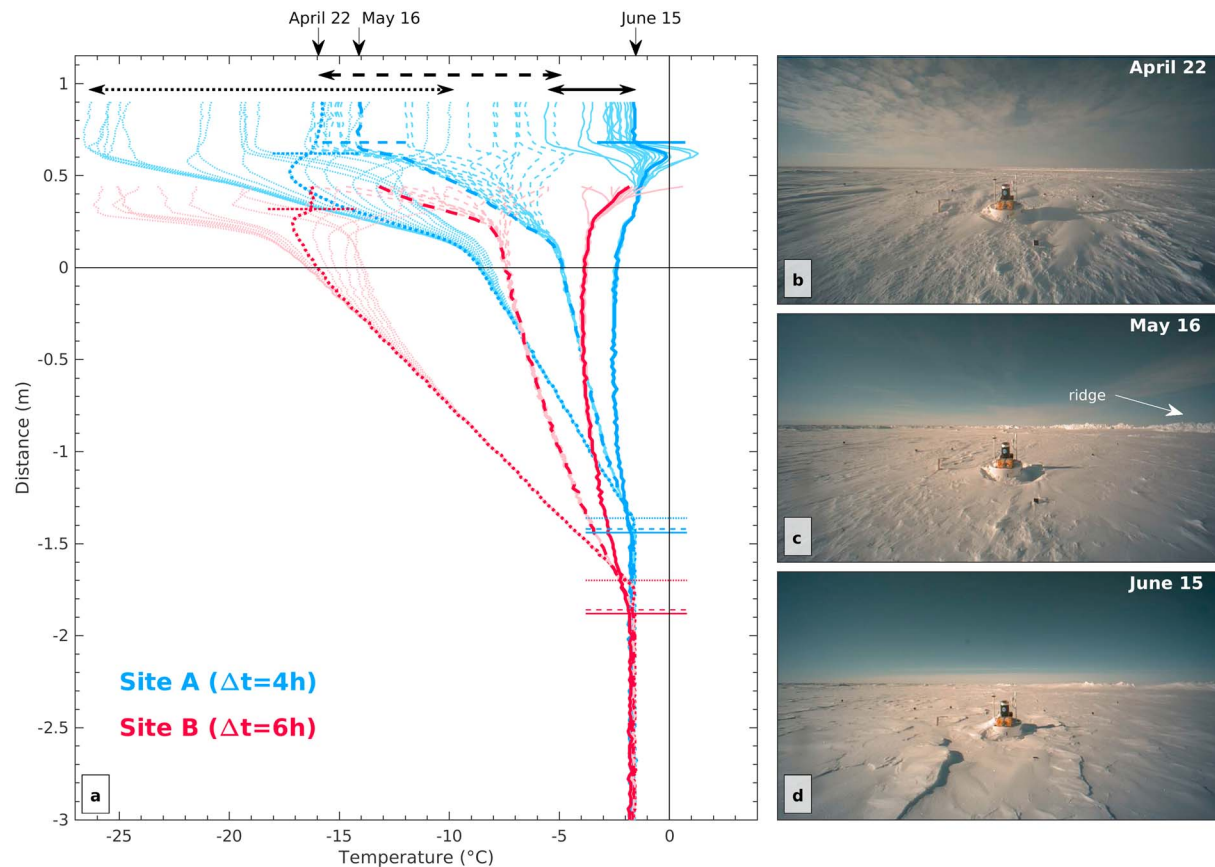 April 22
May 16
June 15
1
0.5
0
-0.5
-1
-1.5
-2
-2.5
-3
Distance (m)
Site A (Δt=4h)
Site B (Δt=6h)
a
-25
-20
-15
-10
-5
0
Temperature (°C)
April 22
b
May 16
ridge
c
June 15
d